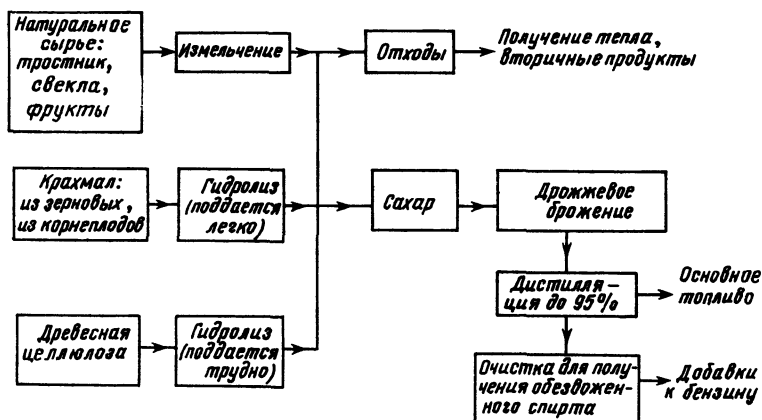 Натуральное
сырье:
тростник,
свекла,
фрукты
Измельчение
Отходы
Получение тепла,
вторичные продукты
Крахмал:
из зерновых,
из корнеплодов
Гидролиз
(поддается
легко)
Сахар
Дрожжевое
брожение
Дистилля-
ция до 95%
Основное
топливо
Древесная
целлюлоза
Гидролиз
(поддается
трудно)
Очистка для полу-
чения обезвожен-
ного спирта
Добавки
к бензину